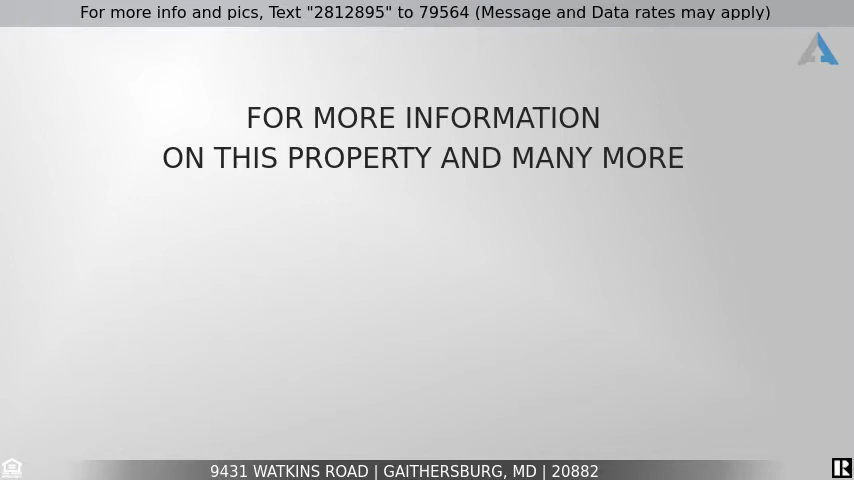 For more info and pics, Text "2812895" to 79564 (Message and Data rates may apply)
FOR MORE INFORMATION
ON THIS PROPERTY AND MANY MORE
9431 WATKINS ROAD | GAITHERSBURG, MD | 20882